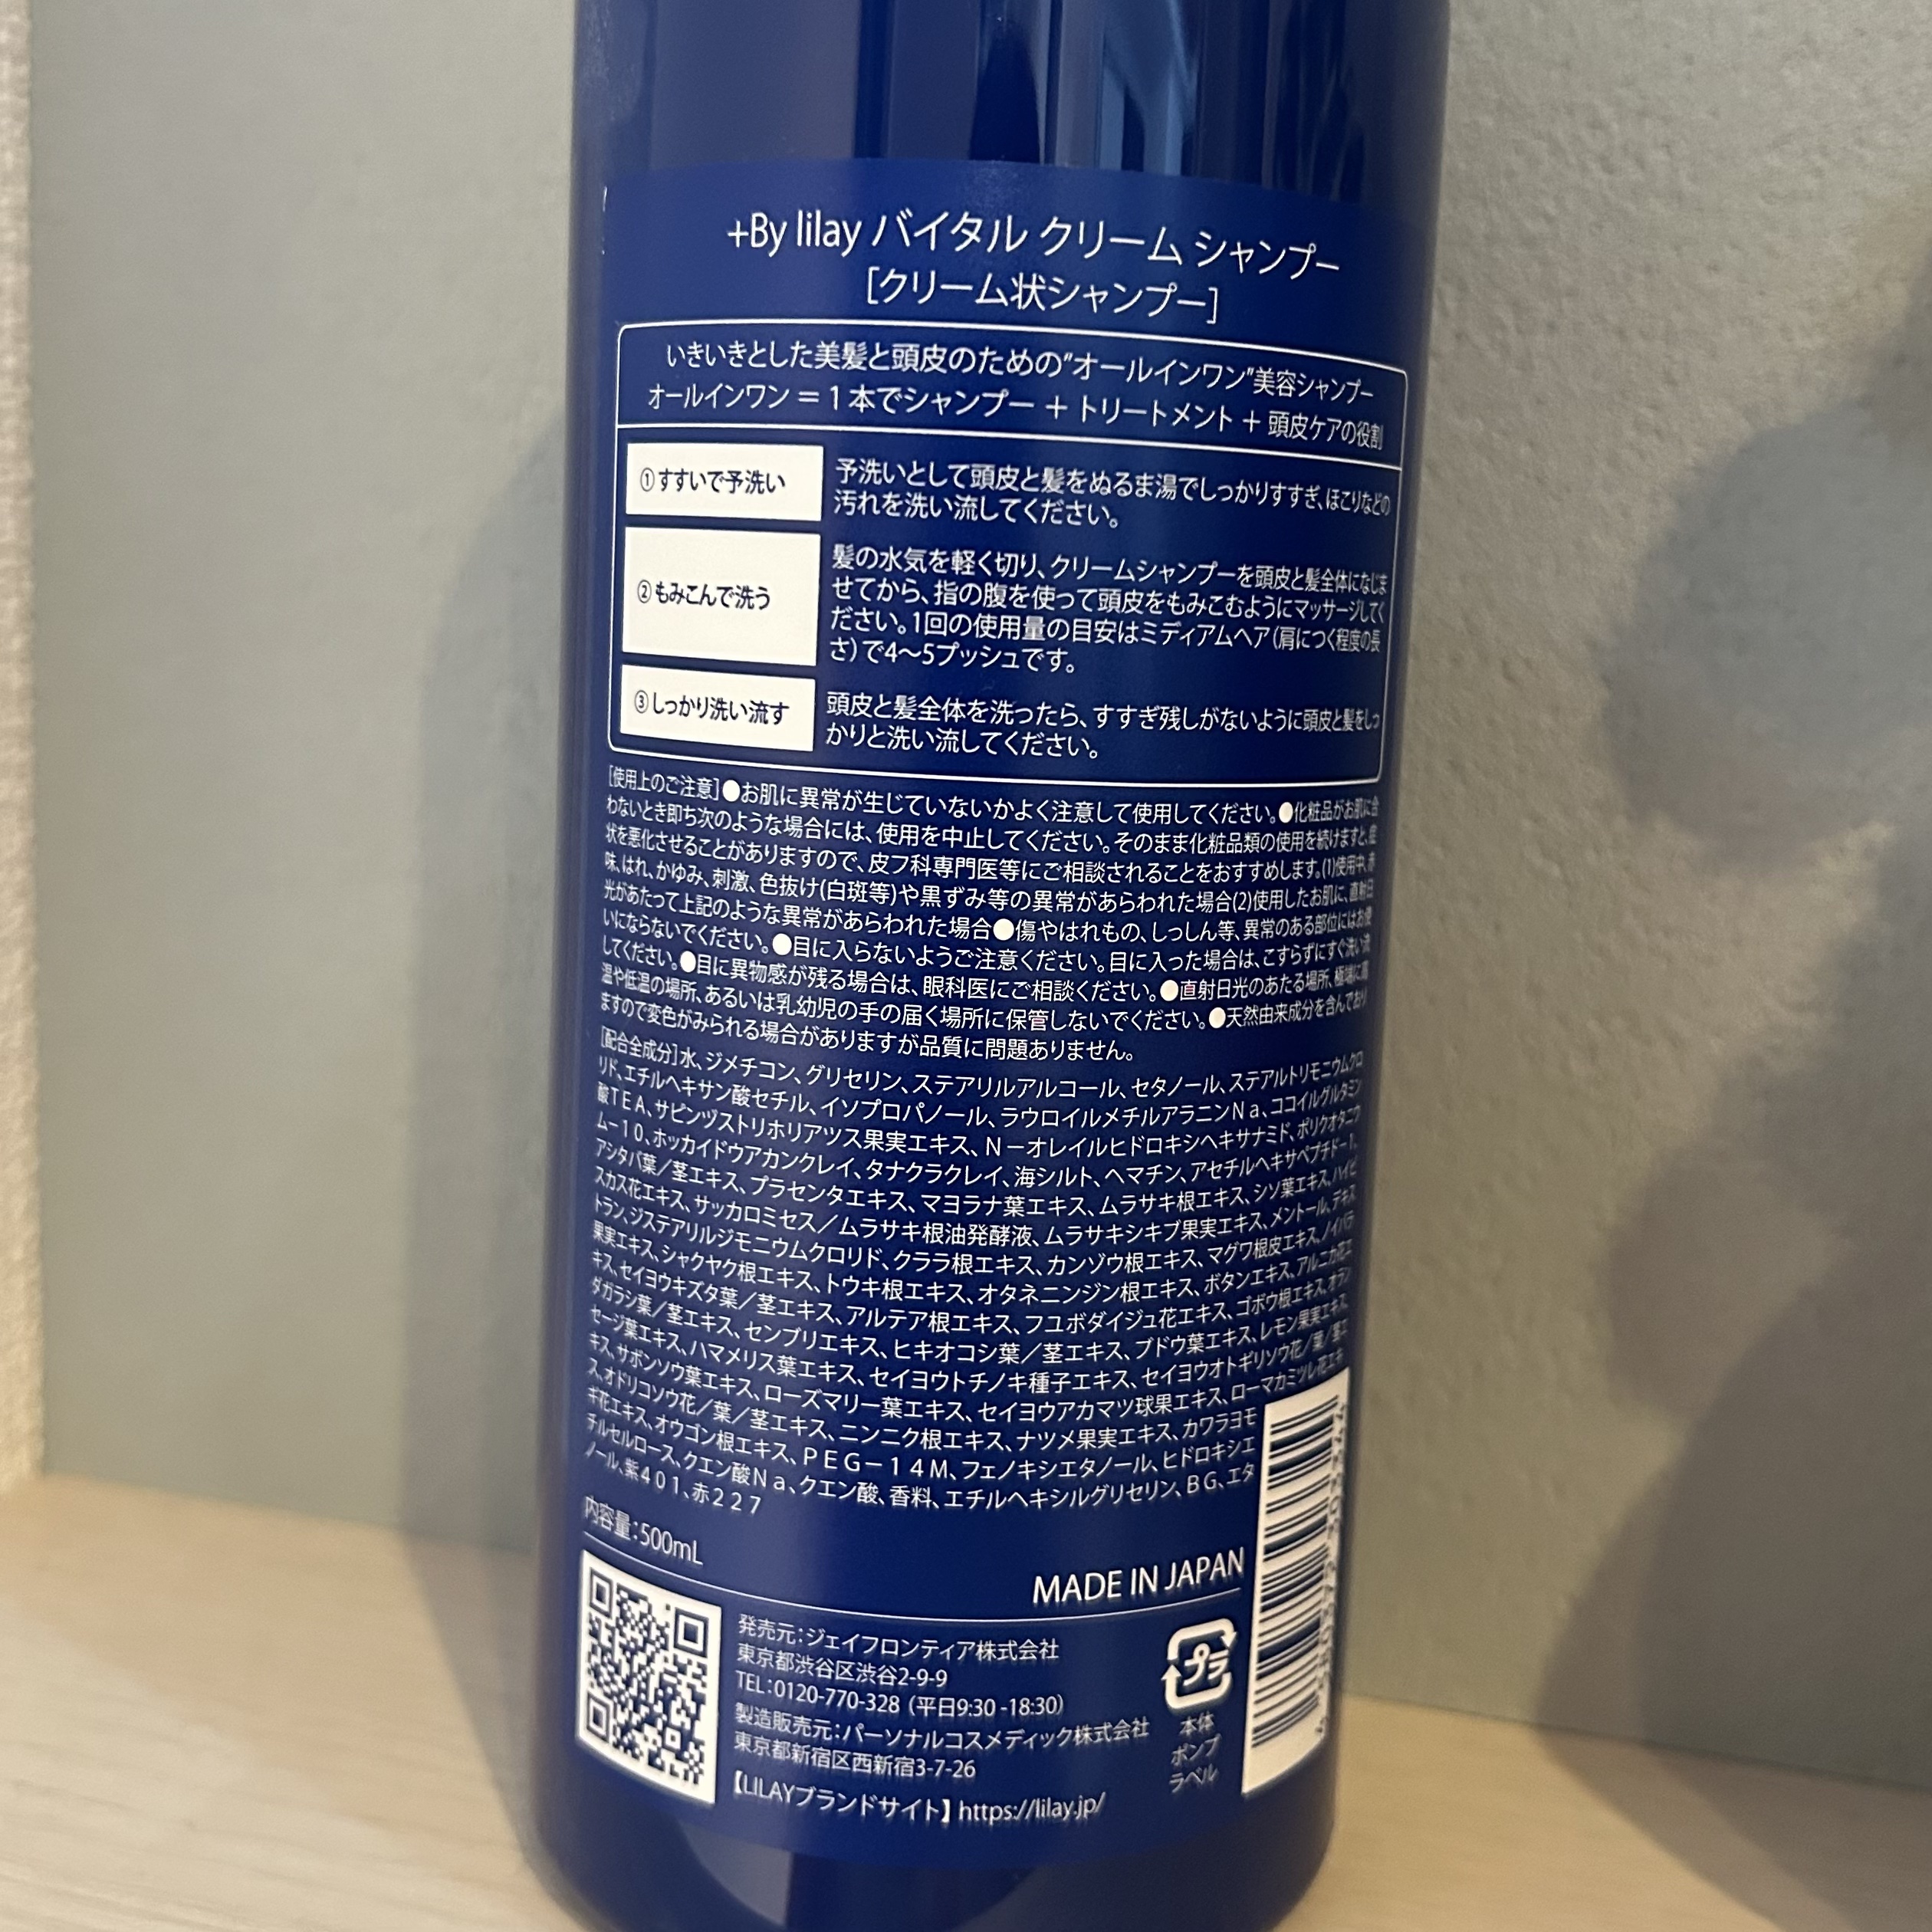 +By lilay バイタル クリーム シャンプー
[クリーム状シャンプー]
いきいきとした美髪と頭皮のための"オールインワン"美容シャンプー
オールインワン = 1本でシャンプー + トリートメント + 頭皮ケアの役割
①すすいで予洗い
予洗いとして頭皮と髪をぬるま湯でしっかりすすぎ、ほこりなどの
汚れを洗い流してください。
②もみこんで洗う
髪の水気を軽く切り、クリームシャンプーを頭皮と髪全体になじま
せてから、指の腹を使って頭皮をもみこむようにマッサージしてく
ださい。1回の使用量の目安はミディアムヘア(肩につく程度の長
さ)で4〜5プッシュです。
③しっかり洗い流す
頭皮と髪全体を洗ったら、すすぎ残しがないように頭皮と髪をしっ
かりと洗い流してください。
[使用上のご注意]●お肌に異常が生じていないかよく注意して使用してください。●化粧品がお肌に合
わないとき即ち次のような場合には、使用を中止してください。そのまま化粧品類の使用を続けますと、症
状を悪化させることがありますので、皮フ科専門医等にご相談されることをおすすめします。(1)使用中、赤
味、はれ、かゆみ、刺激、色抜け(白斑等)や黒ずみ等の異常があらわれた場合(2)使用したお肌に、直射日
光があたって上記のような異常があらわれた場合●傷やはれもの、しっしん等、異常のある部位にはお使
いにならないでください。●目に入らないようご注意ください。目に入った場合は、こすらずにすぐ洗い流
してください。●目に異物感が残る場合は、眼科医にご相談ください。●直射日光のあたる場所、極端に高
温や低温の場所、あるいは乳幼児の手の届く場所に保管しないでください。●天然由来成分を含んでおり
ますので変色がみられる場合がありますが品質に問題ありません。
[配合全成分]水、ジメチコン、グリセリン、ステアリルアルコール、セタノール、ステアルトリモニウムクロ
リド、エチルヘキサン酸セチル、イソプロパノール、ラウロイルメチルアラニンNa、ココイルグルタミン
酸TEA、サピンヅストリホリアツス果実エキス、N-オレイルヒドロキシヘキサナミド、ポリクオタニウ
ム-10、ホッカイドウアカンクレイ、タナクラクレイ、海シルト、ヘマチン、アセチルヘキサペプチド-1、
アシタバ葉/茎エキス、プラセンタエキス、マヨラナ葉エキス、ムラサキ根エキス、シソ葉エキス、ハイビ
スカス花エキス、サッカロミセス/ムラサキ根油発酵液、ムラサキシキブ果実エキス、メントール、デキス
トラン、ジステアリルジモニウムクロリド、クララ根エキス、カンゾウ根エキス、マグワ根皮エキス、ノイバラ
果実エキス、シャクヤク根エキス、トウキ根エキス、オタネニンジン根エキス、ボタンエキス、アルニカ花エ
キス、セイヨウキズタ葉/茎エキス、アルテア根エキス、フユボダイジュ花エキス、ゴボウ根エキス、オラン
ダガラシ葉/茎エキス、センブリエキス、ヒキオコシ葉/茎エキス、ブドウ葉エキス、レモン果実エキス、
セージ葉エキス、ハマメリス葉エキス、セイヨウトチノキ種子エキス、セイヨウオトギリソウ花/葉/茎エ
キス、サボンソウ葉エキス、ローズマリー葉エキス、セイヨウアカマツ球果エキス、ローマカミツレ花エキ
ス、オドリコソウ花/葉/茎エキス、ニンニク根エキス、ナツメ果実エキス、カワラヨモ
ギ花エキス、オウゴン根エキス、PEG-14M、フェノキシエタノール、ヒドロキシエ
チルセルロース、クエン酸Na、クエン酸、香料、エチルヘキシルグリセリン、BG、エタ
ノール、紫401、赤227
内容量:500mL
MADE IN JAPAN
発売元:ジェイフロンティア株式会社
東京都渋谷区渋谷2-9-9
TEL:0120-770-328 (平日9:30 -18:30)
製造販売元:パーソナルコスメディック株式会社
東京都新宿区西新宿3-7-26
【LILAYブランドサイト】https://lilay.jp/
プラ
本体
ポンプ
ラベル